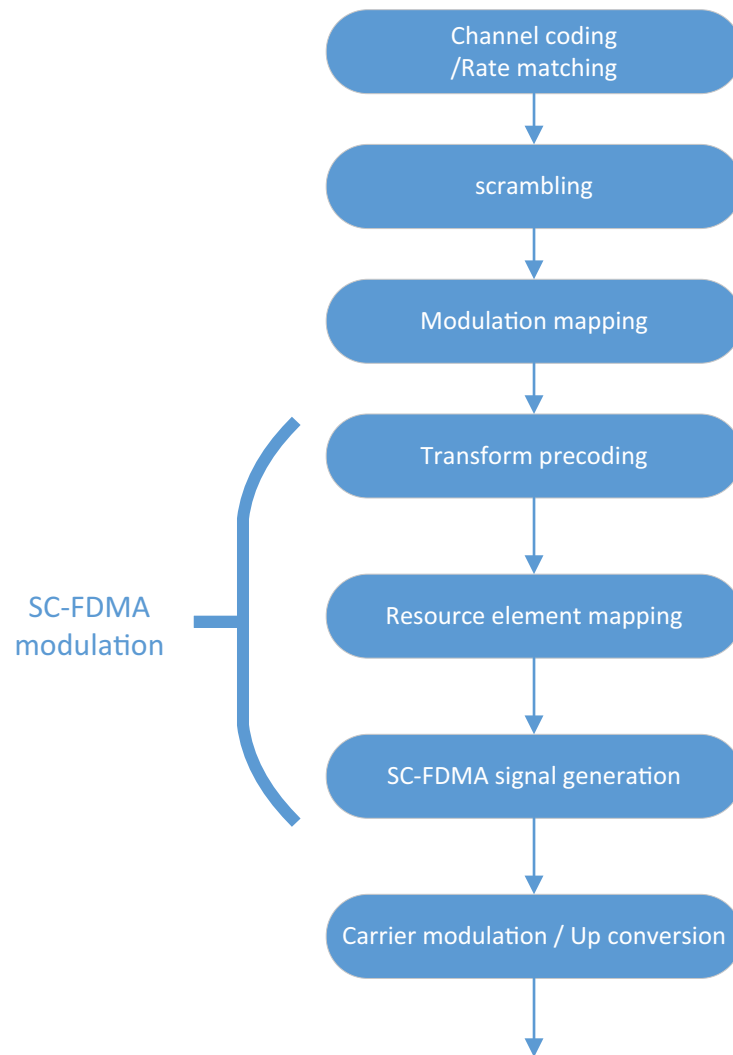 Channel coding
/Rate matching
scrambling
Modulation mapping
Transform precoding
SC-FDMA
modulation
Resource element mapping
SC-FDMA signal generation
Carrier modulation / Up conversion